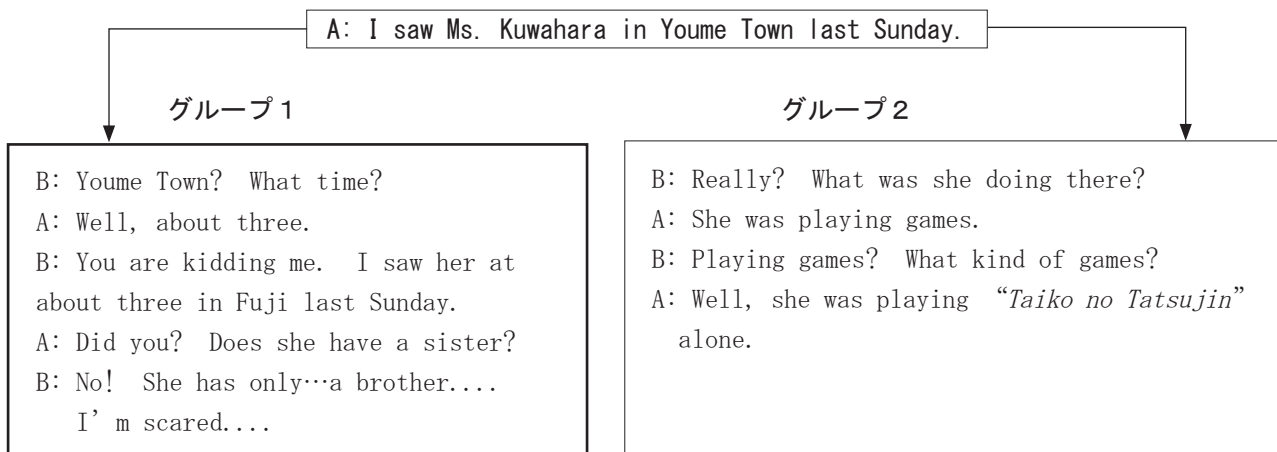 A: I saw Ms. Kuwahara in Youme Town last Sunday.
グループ1
B: Youme Town? What time?
A: Well, about three.
B: You are kidding me. I saw her at
about three in Fuji last Sunday.
A: Did you? Does she have a sister?
B: No! She has only…a brother....
I’m scared....
グループ2
B: Really? What was she doing there?
A: She was playing games.
B: Playing games? What kind of games?
A: Well, she was playing “Taiko no Tatsujin”
alone.